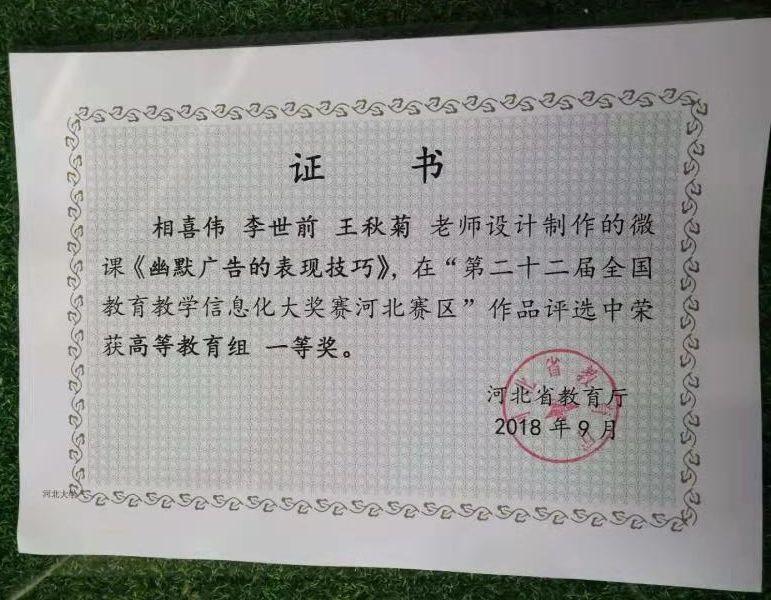 证 书
相喜伟 李世前 王秋菊 老师设计制作的微
课《幽默广告的表现技巧》，在“第二十二届全国
教育教学信息化大奖赛河北赛区”作品评选中荣
获高等教育组 一等奖。
河北省教育厅
2018 年 9 月
河北大学